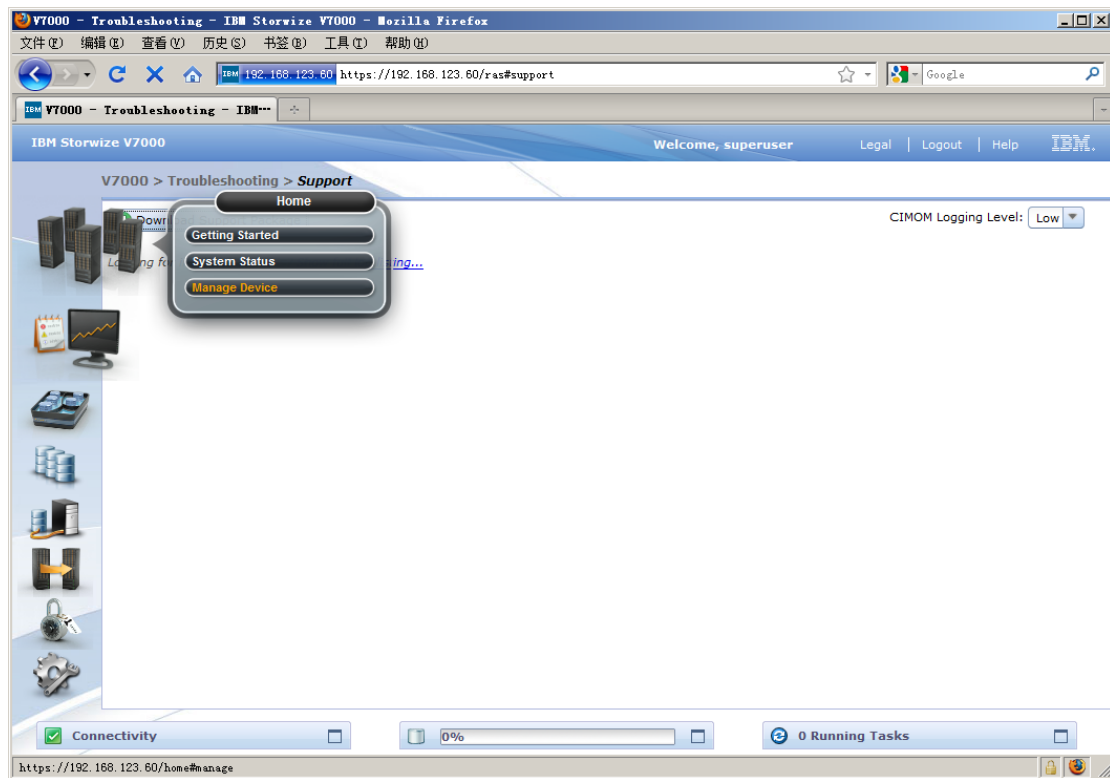 V7000 - Troubleshooting - IBM Storwize V7000 - Mozilla Firefox
文件(F) 编辑(E) 查看(V) 历史(S) 书签(B) 工具(T) 帮助(H)
IBM 192.168.123.60 https://192.168.123.60/ras#support
Google
IBM V7000 - Troubleshooting - IBM...
IBM Storwize V7000
Welcome, superuser
Legal | Logout | Help
IBM.
V7000 > Troubleshooting > Support
Home
CIMOM Logging Level: Low
Getting Started
System Status
ing...
Manage Device
Connectivity
0%
0 Running Tasks
https://192.168.123.60/home#manage